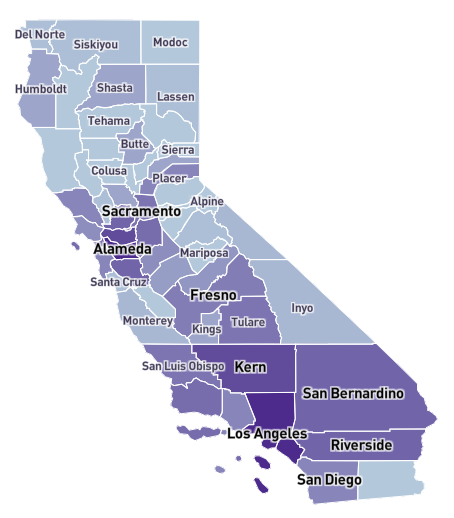 Del Norte
Siskiyou
Modoc
Humboldt
Shasta
Lassen
Tehama
Butte
Sierra
Colusa
Placer
Sacramento
Alpine
Alameda
Mariposa
Santa Cruz
Fresno
Inyo
Monterey
Kings
Tulare
San Luis Obispo
Kern
San Bernardino
Los Angeles
Riverside
San Diego